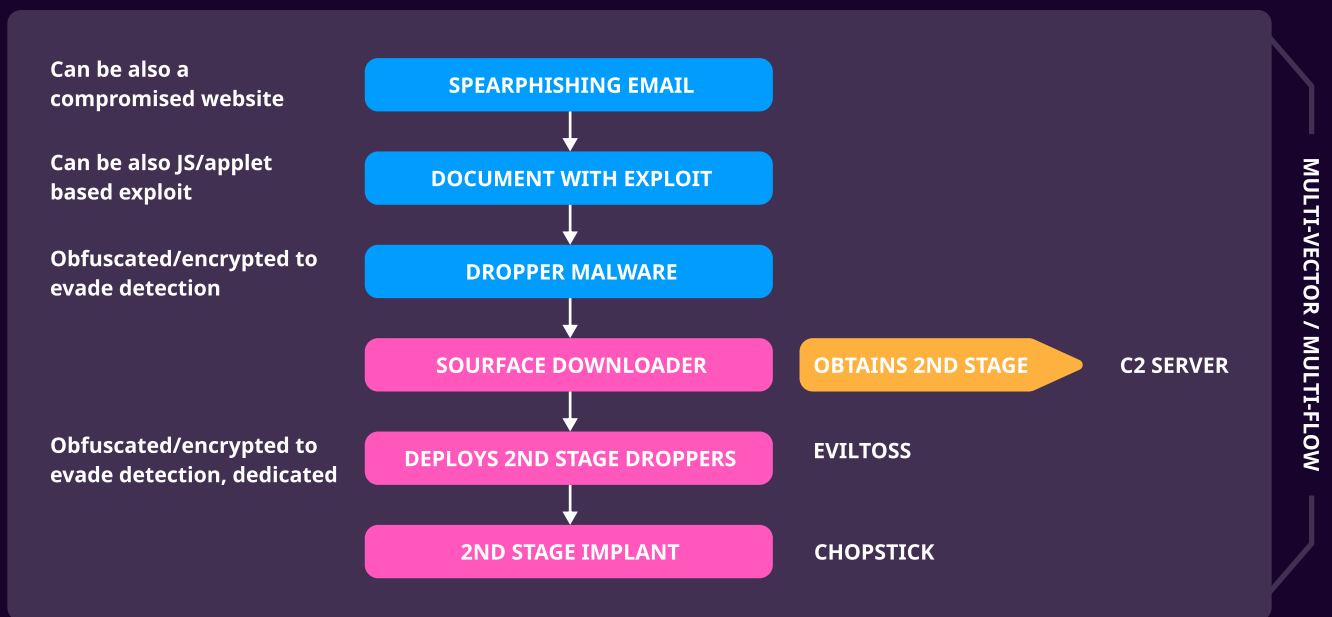 Can be also a
compromised website
SPEARPHISHING EMAIL
Can be also JS/applet
based exploit
DOCUMENT WITH EXPLOIT
Obfuscated/encrypted to
evade detection
DROPPER MALWARE
SOURFACE DOWNLOADER
OBTAINS 2ND STAGE
C2 SERVER
Obfuscated/encrypted to
evade detection, dedicated
DEPLOYS 2ND STAGE DROPPERS
EVILTOSS
2ND STAGE IMPLANT
CHOPSTICK
MULTI-VECTOR / MULTI-FLOW